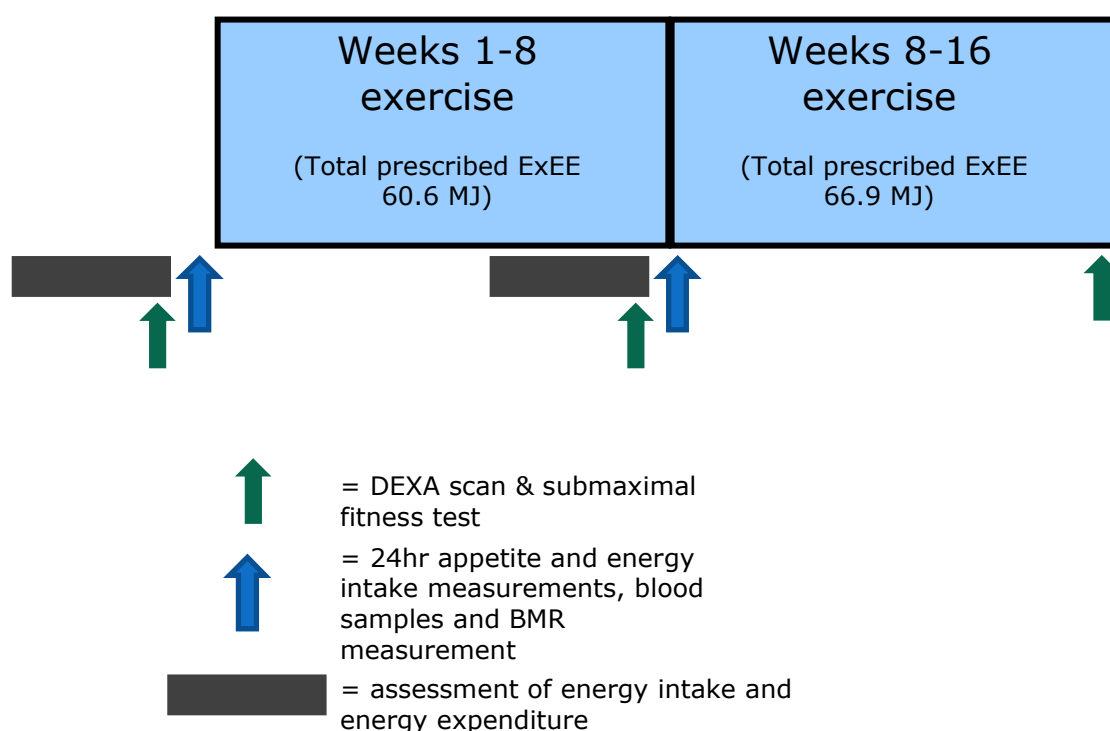 Weeks 1-8
exercise
(Total prescribed ExEE
60.6 MJ)
Weeks 8-16
exercise
(Total prescribed ExEE
66.9 MJ)
= DEXA scan & submaximal
fitness test
= 24hr appetite and energy
intake measurements, blood
samples and BMR
measurement
= assessment of energy intake and
energy expenditure